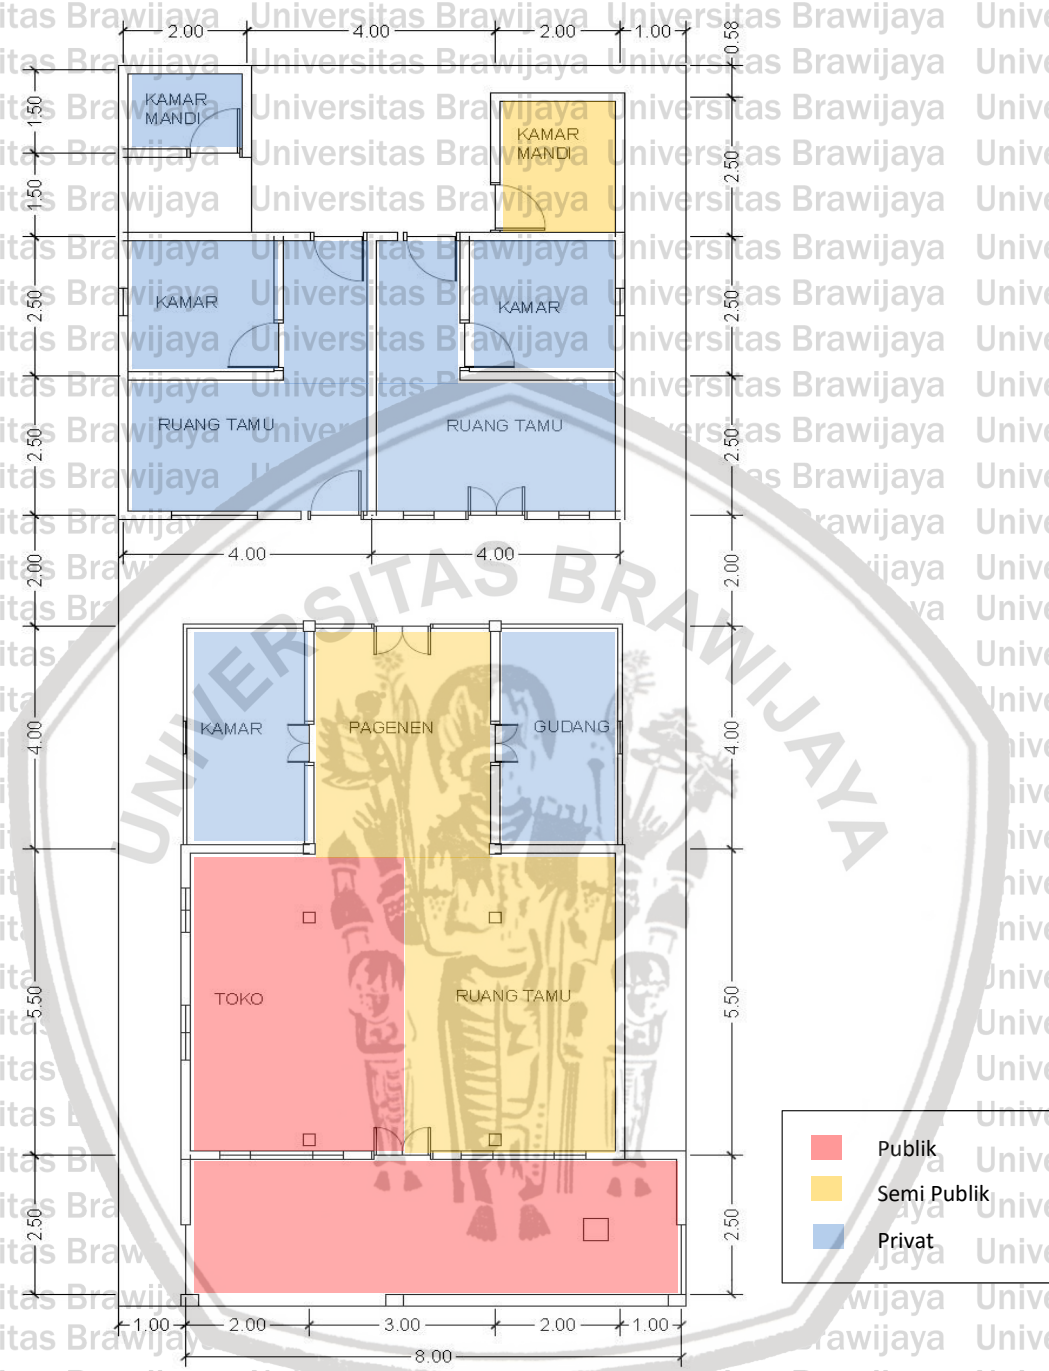 2.00 4.00 2.00 1.00
0.58
1.50
1.50
2.50
2.50
2.00
4.00
5.50
2.50
2.50
2.50
2.50
2.00
4.00
5.50
2.50
KAMAR
MANDI
KAMAR
MANDI
KAMAR
KAMAR
RUANG TAMU
RUANG TAMU
4.00 4.00
KAMAR
PAGENEN
GUDANG
TOKO
RUANG TAMU
1.00 2.00 3.00 2.00 1.00
8.00
Publik
Semi Publik
Privat
UNIVERSITAS BRAWIJAYA
Universitas Brawijaya